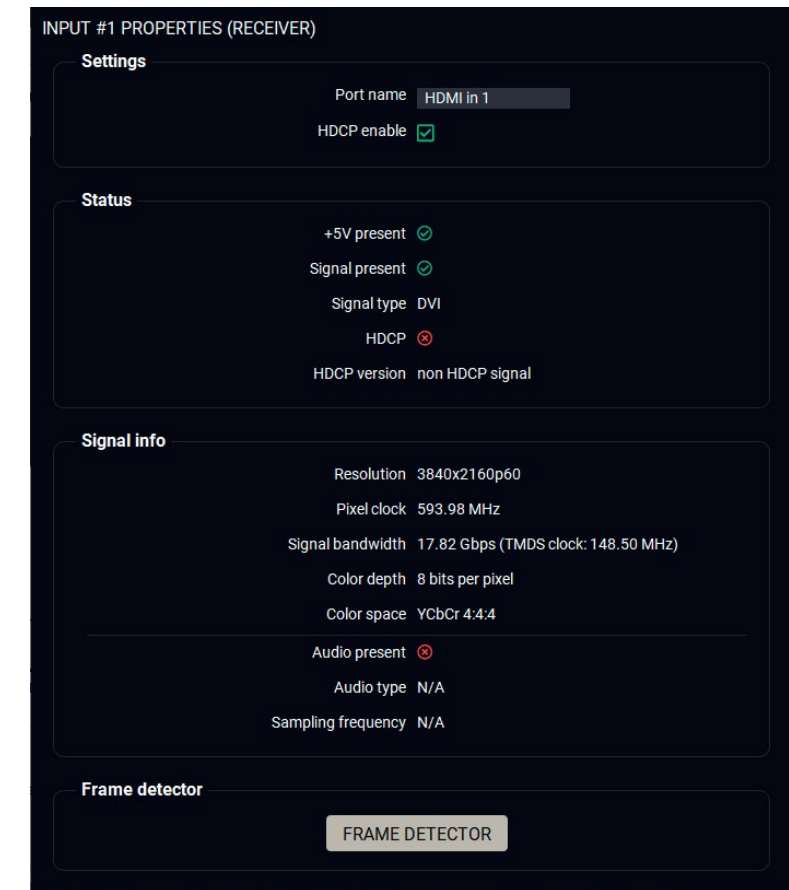 INPUT #1 PROPERTIES (RECEIVER)
Settings
Port name HDMI in 1
HDCP enable
Status
+5V present
Signal present
Signal type DVI
HDCP
HDCP version non HDCP signal
Signal info
Resolution 3840x2160p60
Pixel clock 593.98 MHz
Signal bandwidth 17.82 Gbps (TMDS clock: 148.50 MHz)
Color depth 8 bits per pixel
Color space YCbCr 4:4:4
Audio present
Audio type N/A
Sampling frequency N/A
Frame detector
FRAME DETECTOR